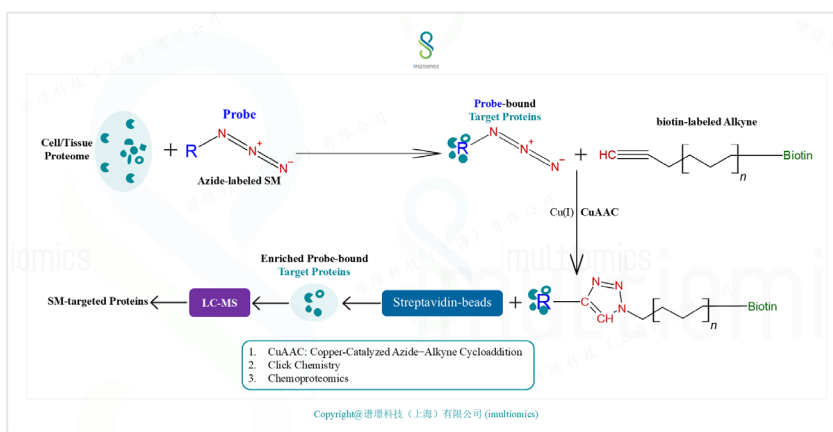 imultiomics
Probe
Cell/Tissue
Proteome
+
R
N
N+
N−
Azide-labeled SM
Probe-bound
Target Proteins
R
N
N+
N−
+
biotin-labeled Alkyne
HC
n
Biotin
Cu(I) CuAAC
Enriched Probe-bound
Target Proteins
SM-targeted Proteins
LC-MS
Streptavidin-beads
+
R
C
CH
N
N
N
n
Biotin
1. CuAAC: Copper-Catalyzed Azide−Alkyne Cycloaddition
2. Click Chemistry
3. Chemoproteomics
Copyright@谱璟科技（上海）有限公司 (imultiomics)
imultiomics